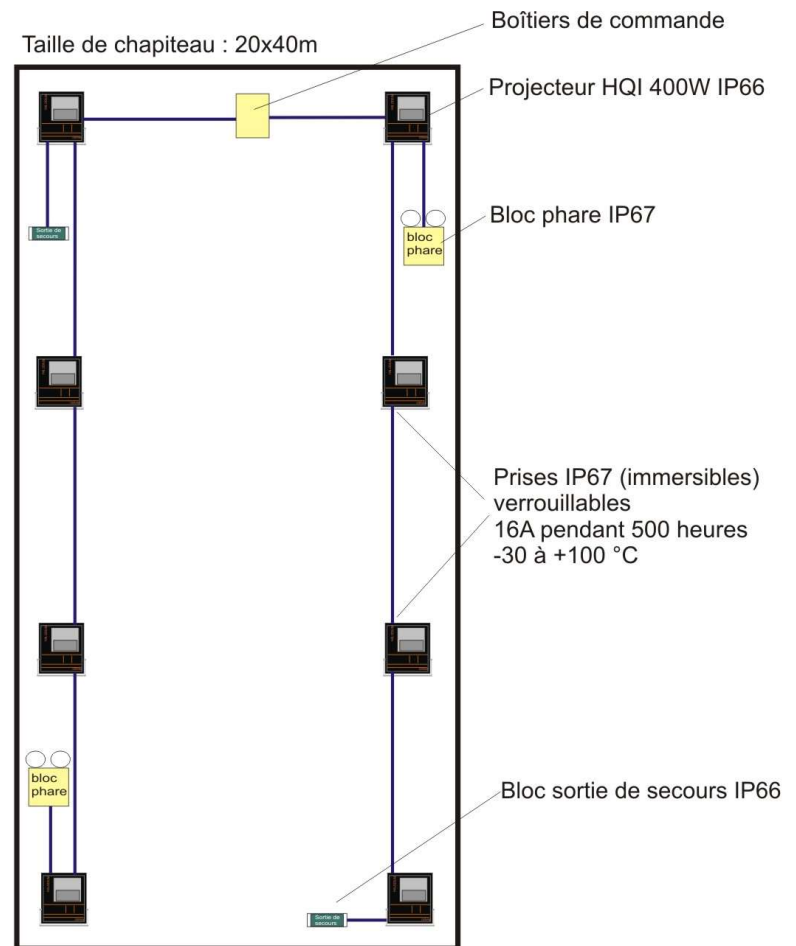 Boîtiers de commande
Taille de chapiteau : 20x40m
Projecteur HQI 400W IP66
Bloc phare IP67
Sortie de
secours
bloc
phare
Prises IP67 (immersibles)
verrouillables
16A pendant 500 heures
-30 à +100 °C
bloc
phare
Bloc sortie de secours IP66
Sortie de
secours